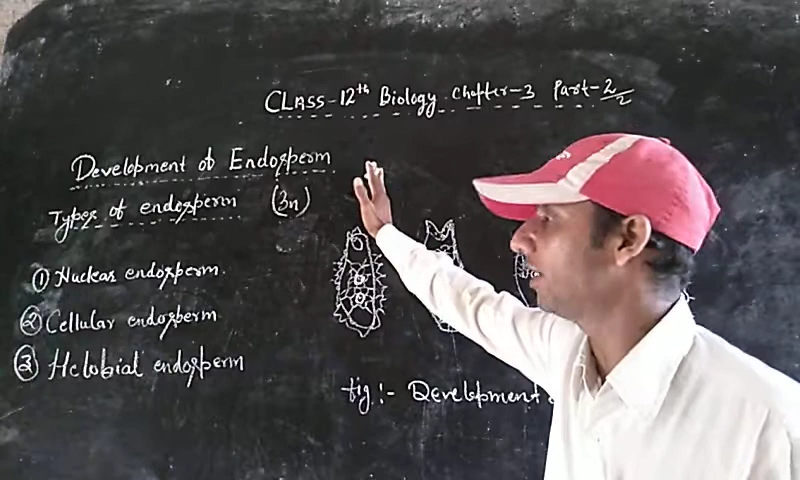 CLASS-12th Biology Chapter-3 Part-2/2
Development of Endosperm
Types of endosperm (3n)
① Nuclear endosperm.
② Cellular endosperm
③ Helobial endosperm
fig :- Development